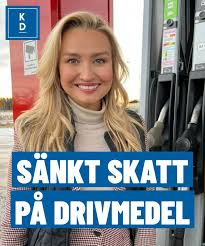 K
D
SÄNKT SKATT
PÅ DRIVMEDEL